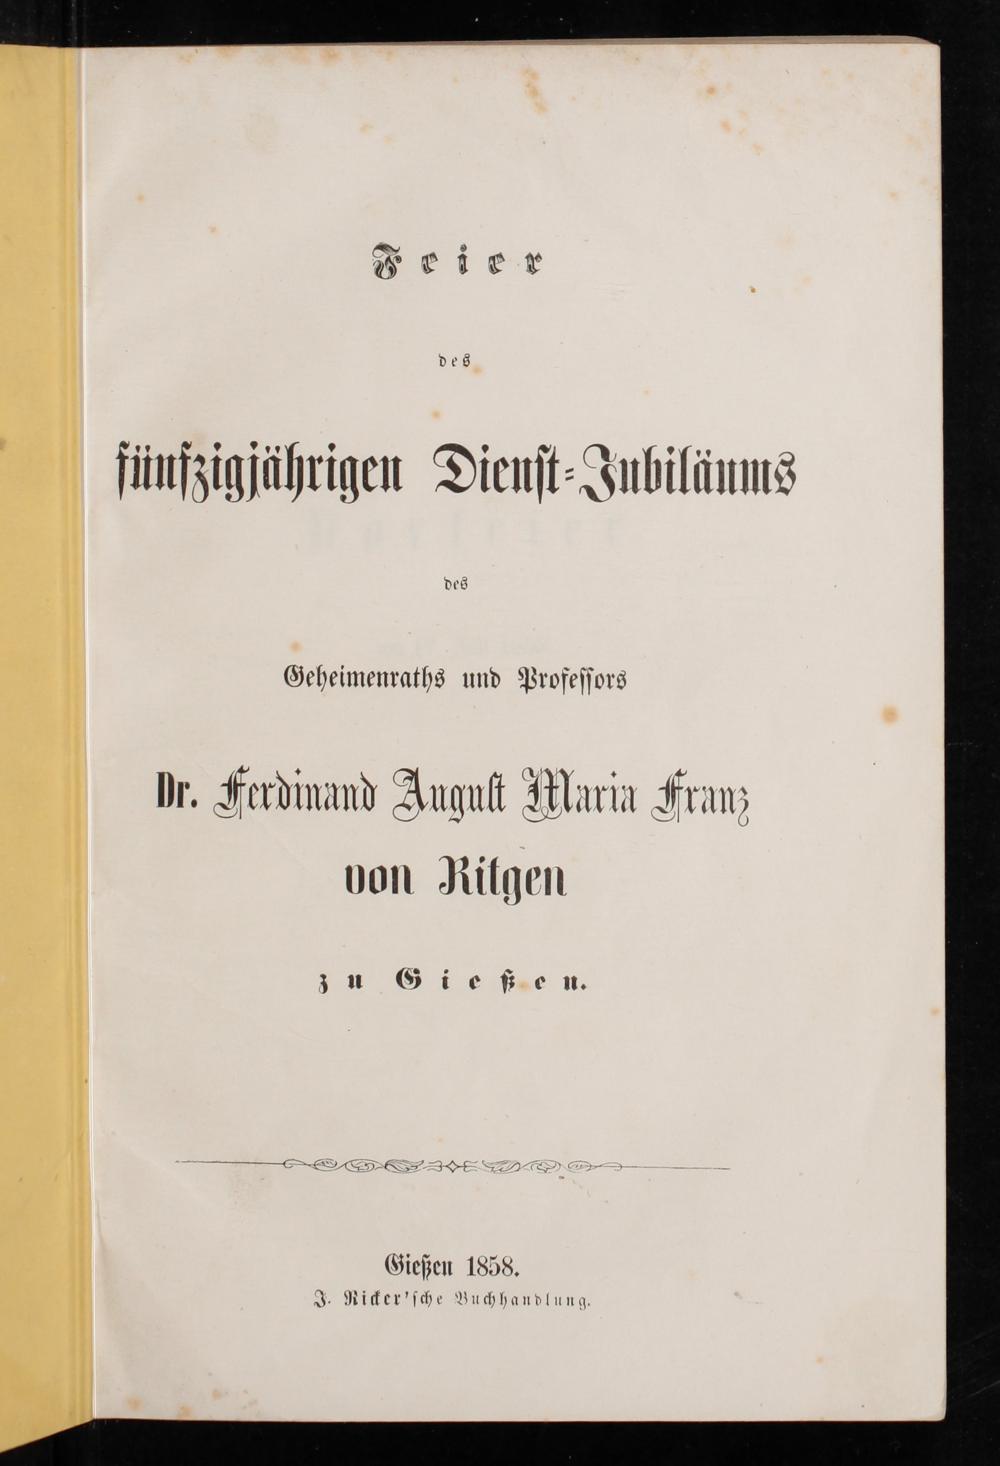 Feier
des
fünfzigjährigen Dienst-Jubiläums
des
Geheimenraths und Professors
Dr. Ferdinand August Maria Franz
von Ritgen
zu Gießen.
Gießen 1858.
J. Ricker'sche Buchhandlung.